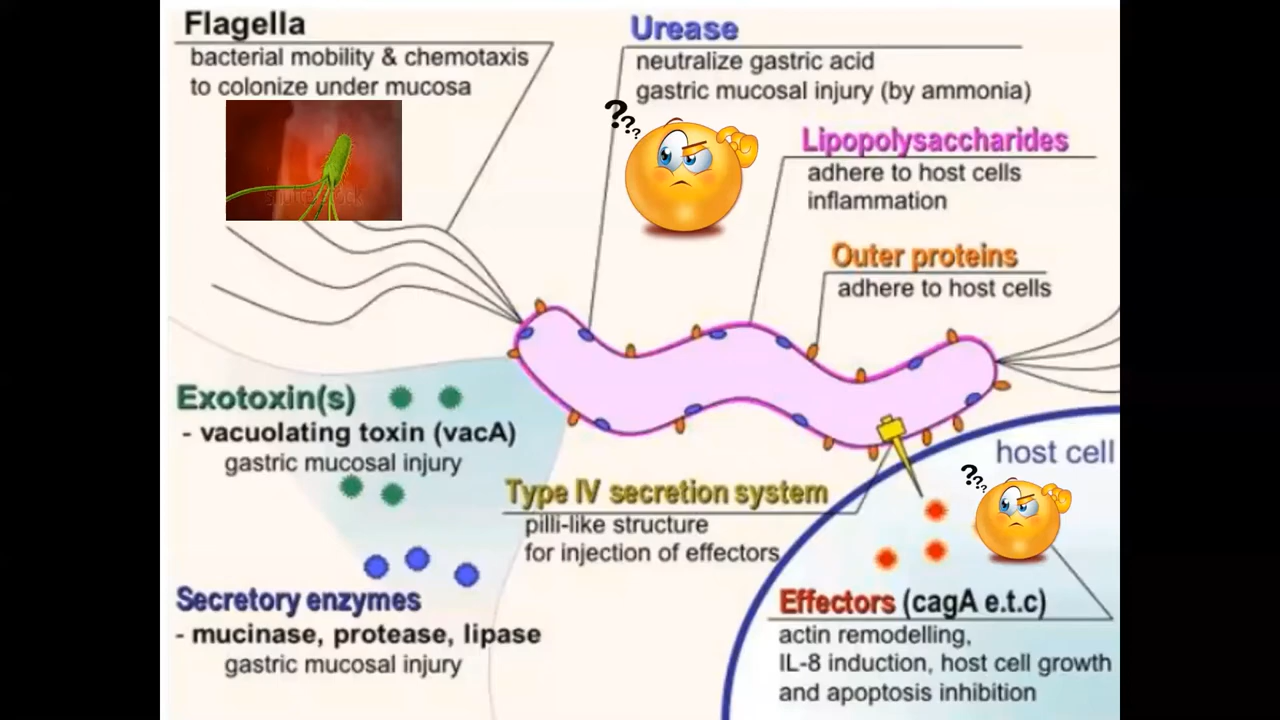 Flagella
bacterial mobility & chemotaxis
to colonize under mucosa
shutterstock
Urease
neutralize gastric acid
gastric mucosal injury (by ammonia)
???
Lipopolysaccharides
adhere to host cells
inflammation
Outer proteins
adhere to host cells
Exotoxin(s)
- vacuolating toxin (vacA)
gastric mucosal injury
Type IV secretion system
pilli-like structure
for injection of effectors
host cell
???
Secretory enzymes
- mucinase, protease, lipase
gastric mucosal injury
Effectors (cagA e.t.c)
actin remodelling,
IL-8 induction, host cell growth
and apoptosis inhibition